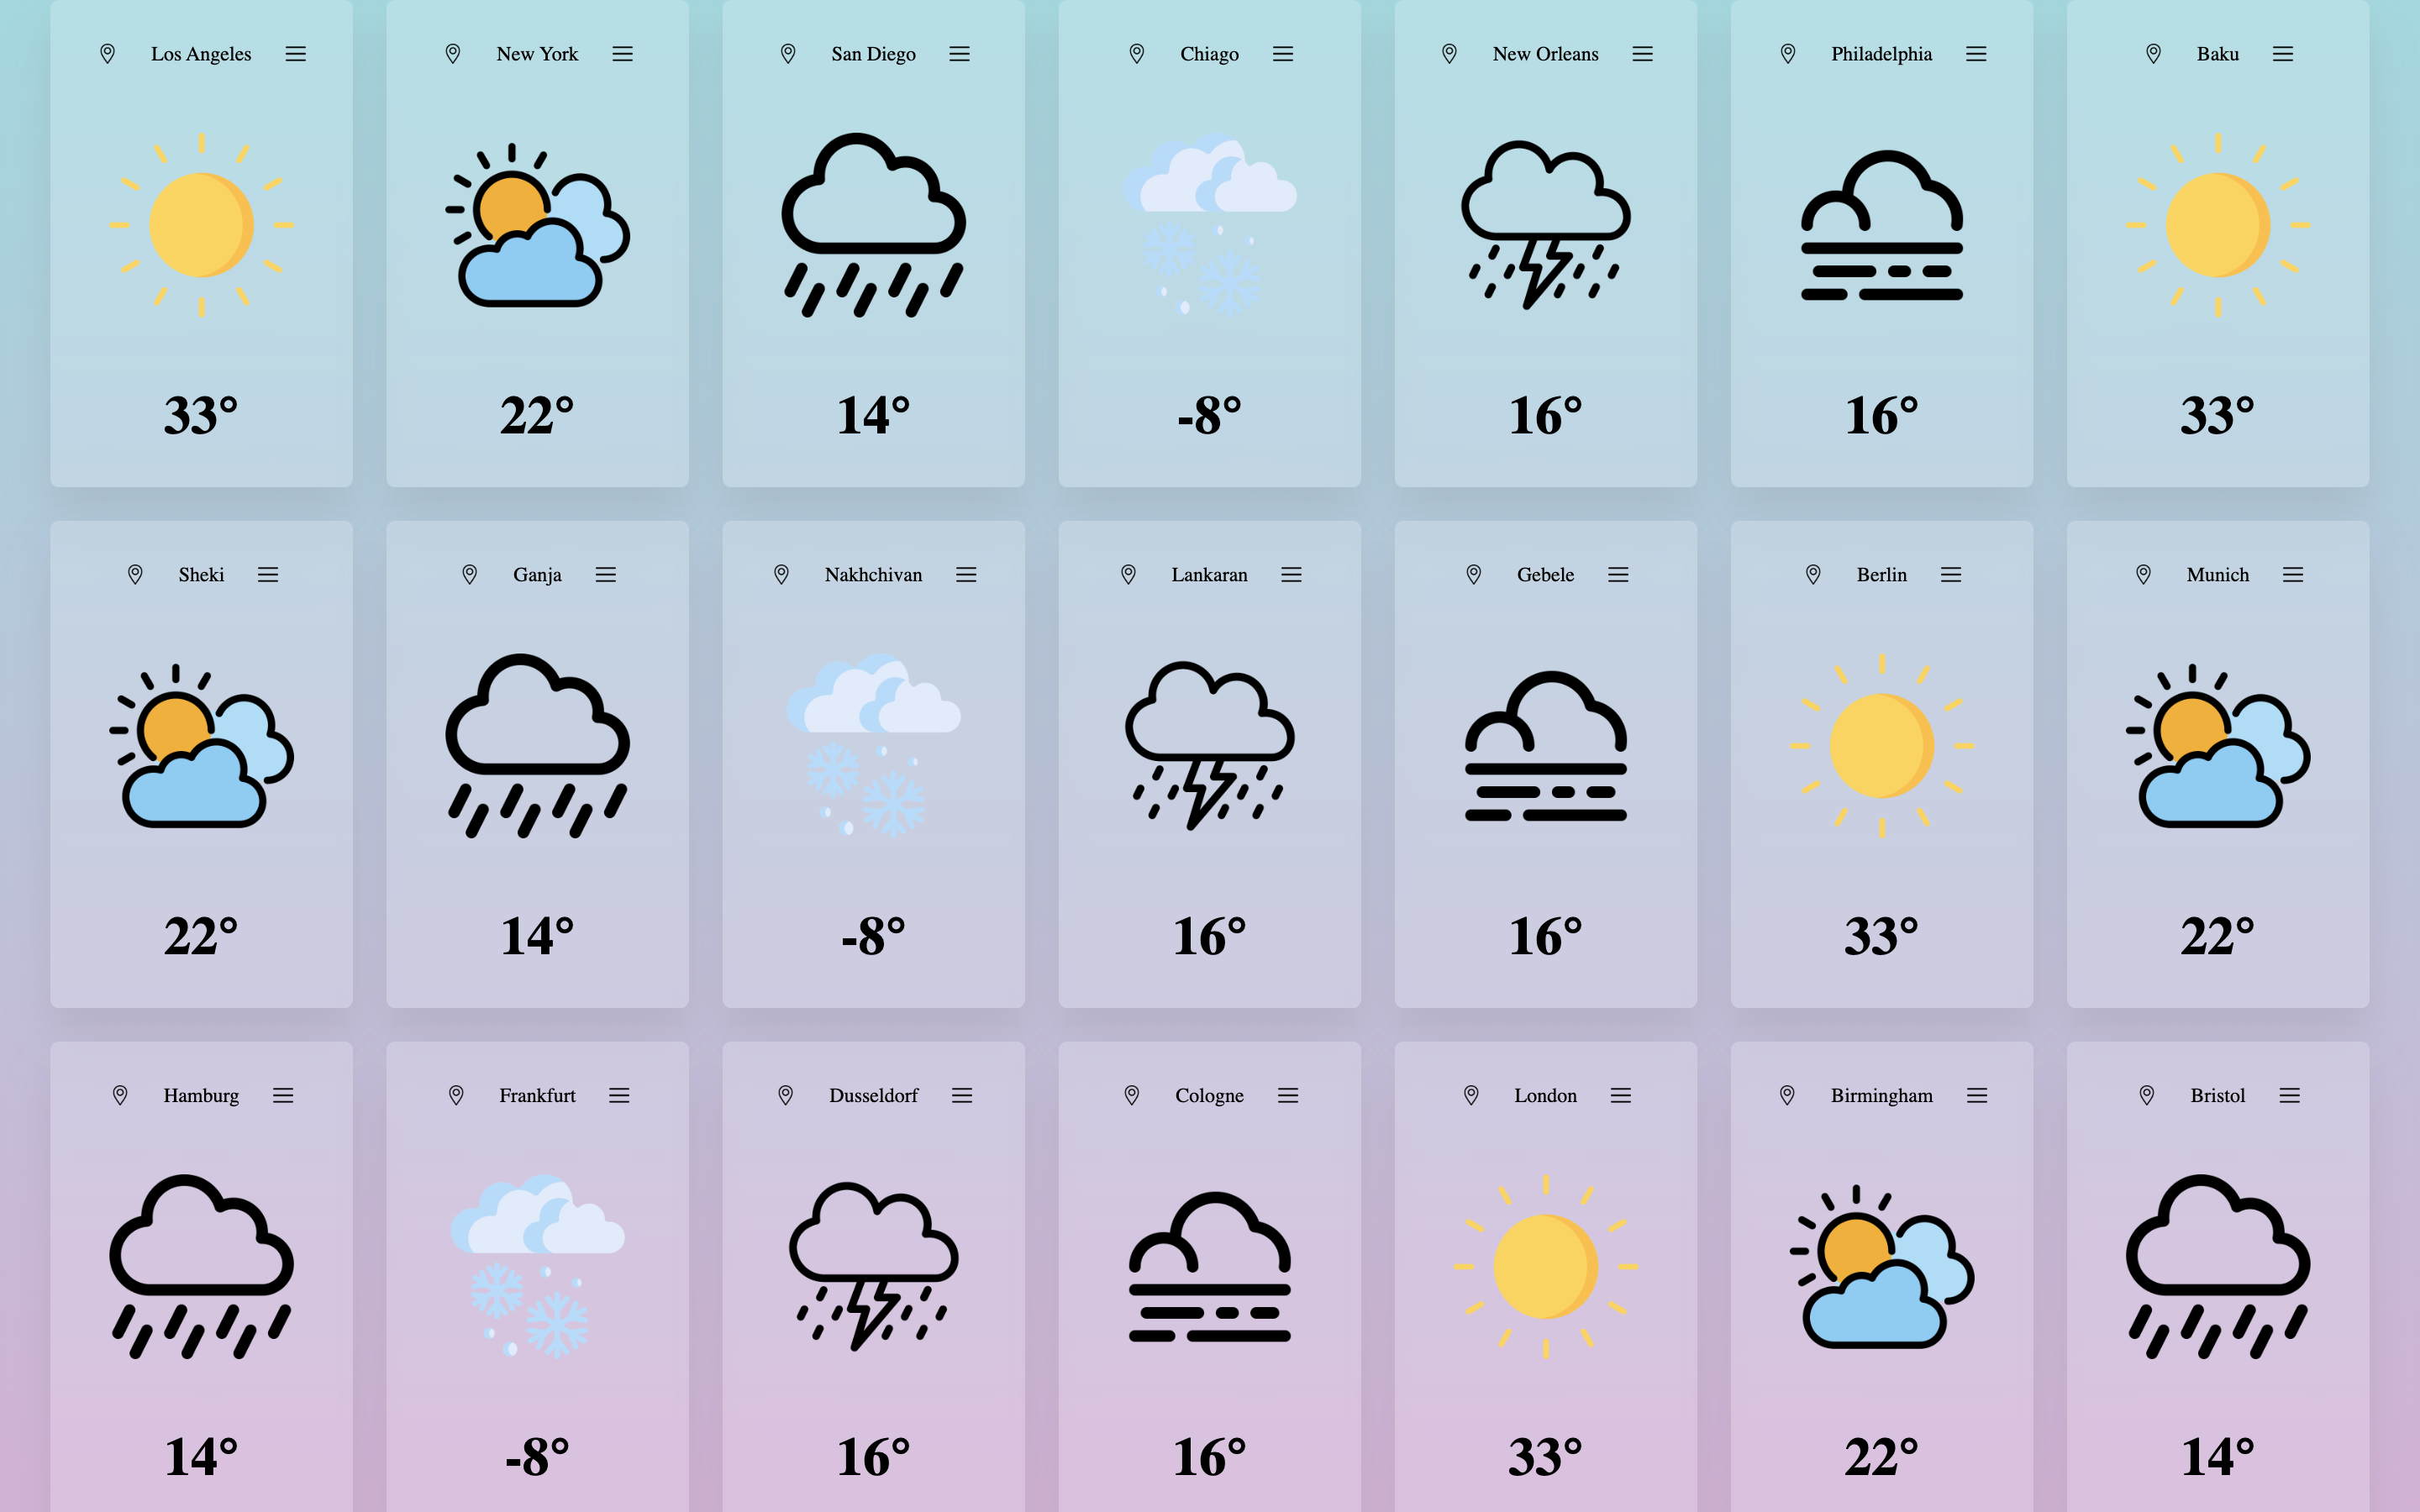 Los Angeles
33°
New York
22°
San Diego
14°
Chiago
-8°
New Orleans
16°
Philadelphia
16°
Baku
33°
Sheki
22°
Ganja
14°
Nakhchivan
-8°
Lankaran
16°
Gebele
16°
Berlin
33°
Munich
22°
Hamburg
14°
Frankfurt
-8°
Dusseldorf
16°
Cologne
16°
London
33°
Birmingham
22°
Bristol
14°